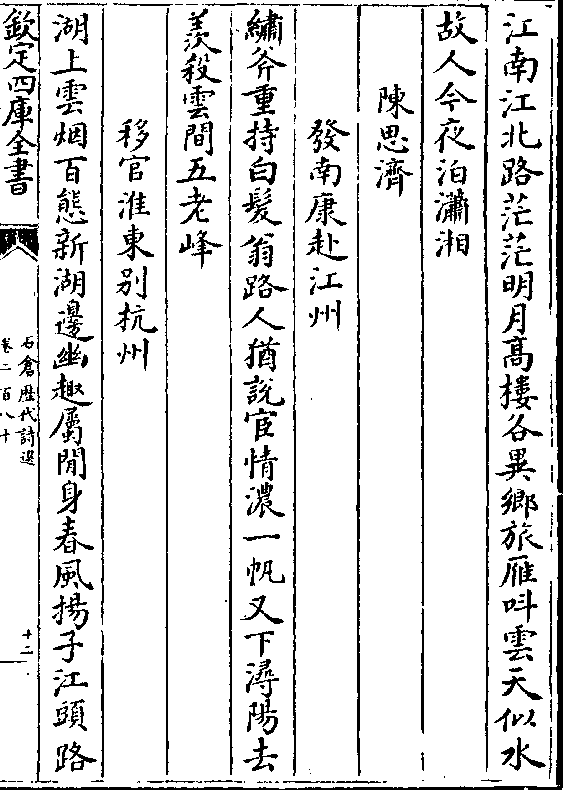 江南江北路茫茫明月高樓各異鄉旅雁呌雲天似水
故人今夜泊瀟湘
陳思濟
發南康赴江州
繡斧重持白髮翁路人猶説宦情濃一帆又下潯陽去
羨殺雲間五老峰
移官淮東別杭州
湖上雲烟百態新湖邊幽趣屬閒身春風揚子江頭路
欽定四庫全書
石倉歴代詩選
卷二百八十
十二